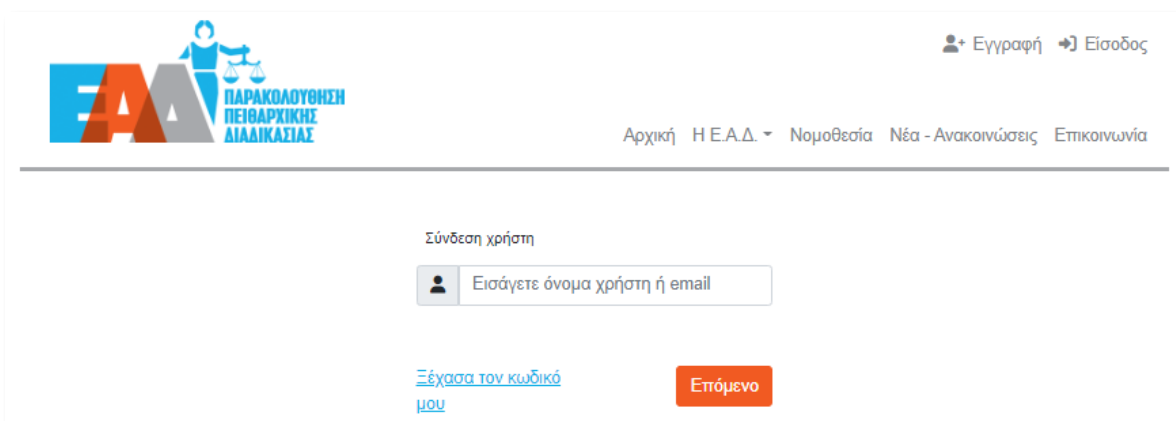 ΕΑΔ
ΠΑΡΑΚΟΛΟΥΘΗΣΗ
ΠΕΙΘΑΡΧΙΚΗΣ
ΔΙΑΔΙΚΑΣΙΑΣ
Εγγραφή Είσοδος
Αρχική Η Ε.Α.Δ. Νομοθεσία Νέα - Ανακοινώσεις Επικοινωνία
Σύνδεση χρήστη
Εισάγετε όνομα χρήστη ή email
Ξέχασα τον κωδικό
μου
Επόμενο